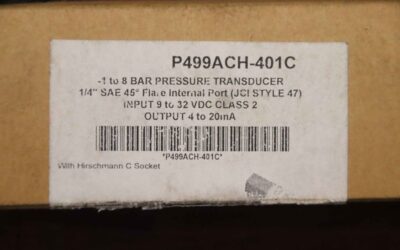 P499ACH-401C
-1 to 8 BAR PRESSURE TRANSDUCER
1/4" SAE 45° Flare Internal Port (JCI STYLE 47)
INPUT 9 to 32 VDC CLASS 2
OUTPUT 4 to 20mA
*P499ACH-401C*
With Hirschmann C Socket